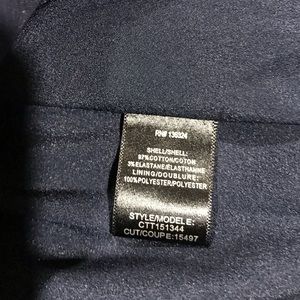 RN# 139324
SHELL/SHELL:
97%COTTON/COTON
3%ELASTANE/ELASTHANNE
LINING/DOUBLURE:
100%POLYESTER/POLYESTER
STYLE/MODELE:
CTT151344
CUT/COUPE:15497